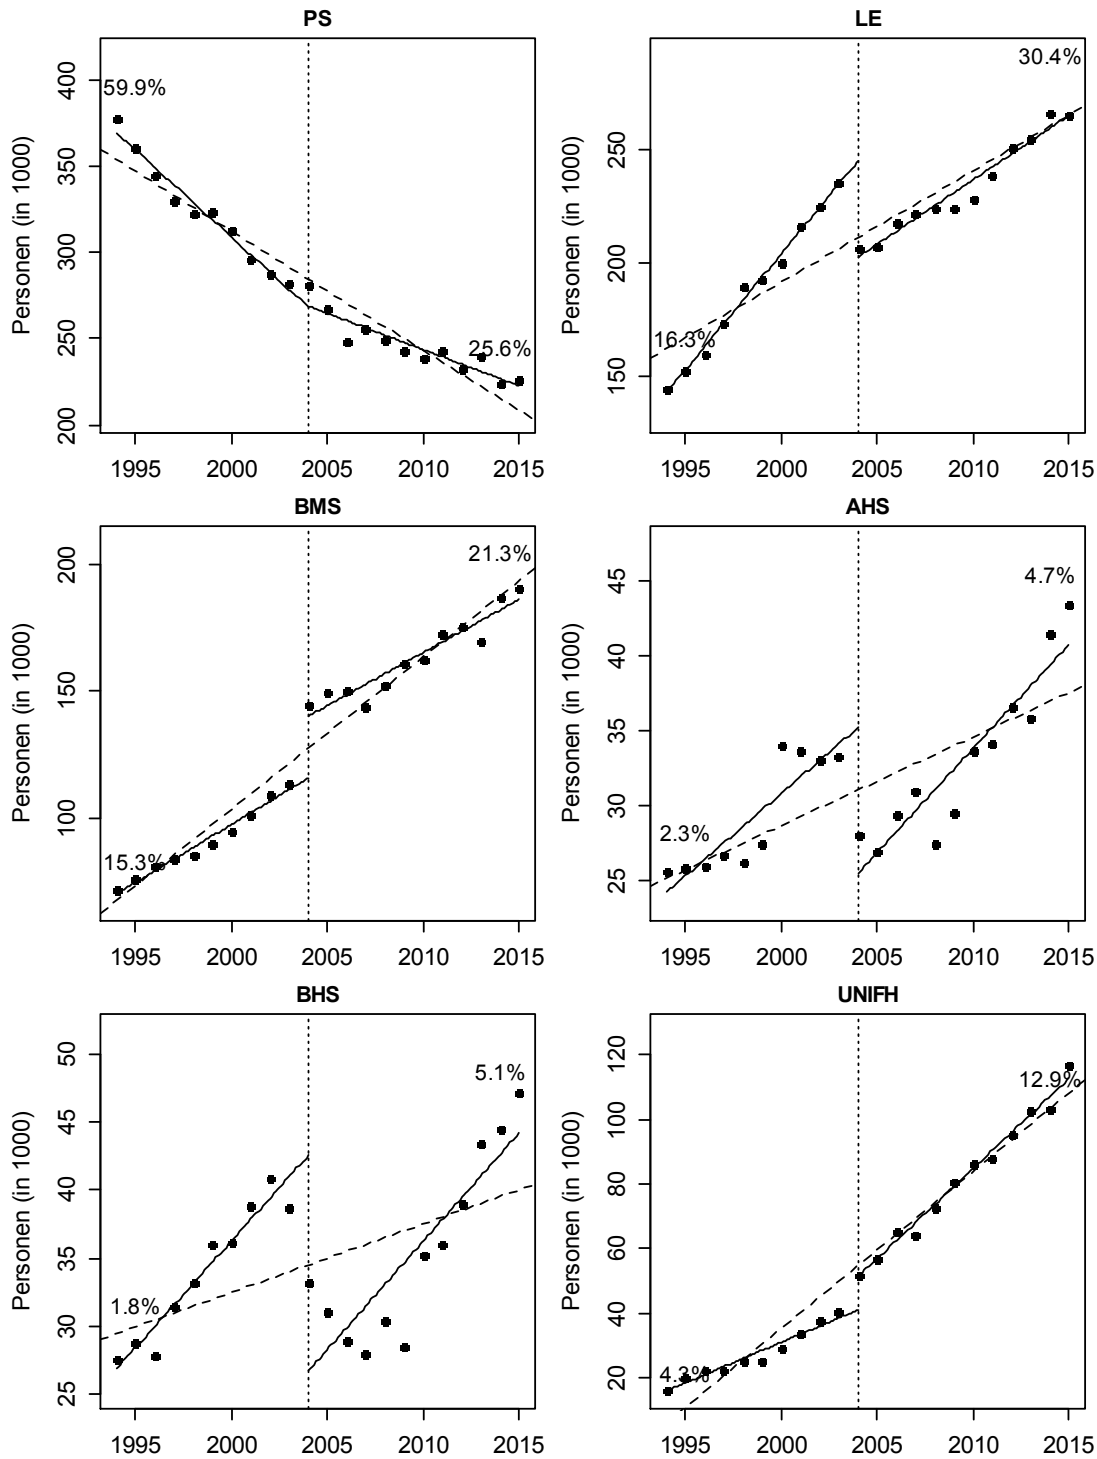 PS
Personen (in 1000)
400
350
300
250
200
59.9%
25.6%
1995 2000 2005 2010 2015
LE
Personen (in 1000)
250
200
150
16.3%
30.4%
1995 2000 2005 2010 2015
BMS
Personen (in 1000)
200
150
100
15.3%
21.3%
1995 2000 2005 2010 2015
AHS
Personen (in 1000)
45
40
35
30
25
2.3%
4.7%
1995 2000 2005 2010 2015
BHS
Personen (in 1000)
50
45
40
35
30
25
1.8%
5.1%
1995 2000 2005 2010 2015
UNIFH
Personen (in 1000)
120
100
80
60
40
20
4.3%
12.9%
1995 2000 2005 2010 2015